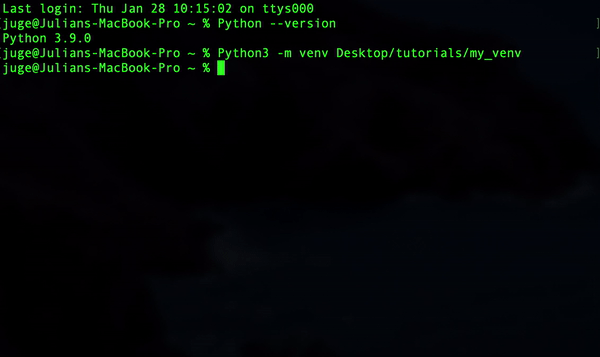 Last login: Thu Jan 28 10:15:02 on ttys000
[juge@Julians-MacBook-Pro ~ % Python --version ]
Python 3.9.0
[juge@Julians-MacBook-Pro ~ % Python3 -m venv Desktop/tutorials/my_venv ]
juge@Julians-MacBook-Pro ~ %